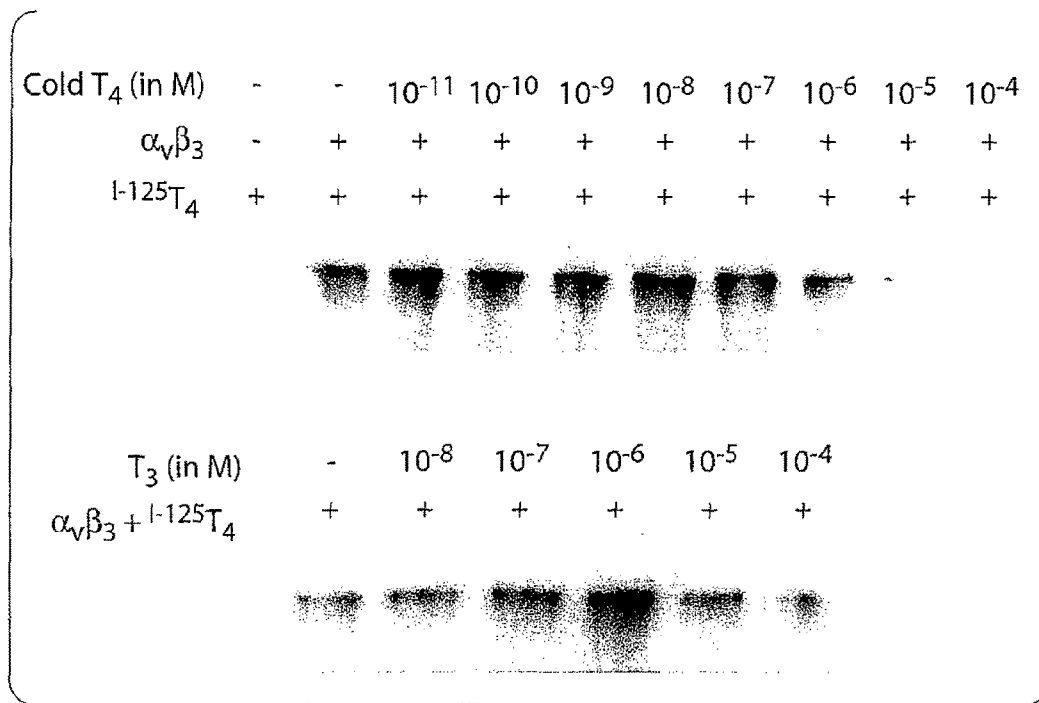 Cold T₄ (in M) - - 10⁻¹¹ 10⁻¹⁰ 10⁻⁹ 10⁻⁸ 10⁻⁷ 10⁻⁶ 10⁻⁵ 10⁻⁴
αᵥβ₃ - + + + + + + + + +
I-125T₄ + + + + + + + + + +
T₃ (in M) - 10⁻⁸ 10⁻⁷ 10⁻⁶ 10⁻⁵ 10⁻⁴
αᵥβ₃ + I-125T₄ + + + + + +